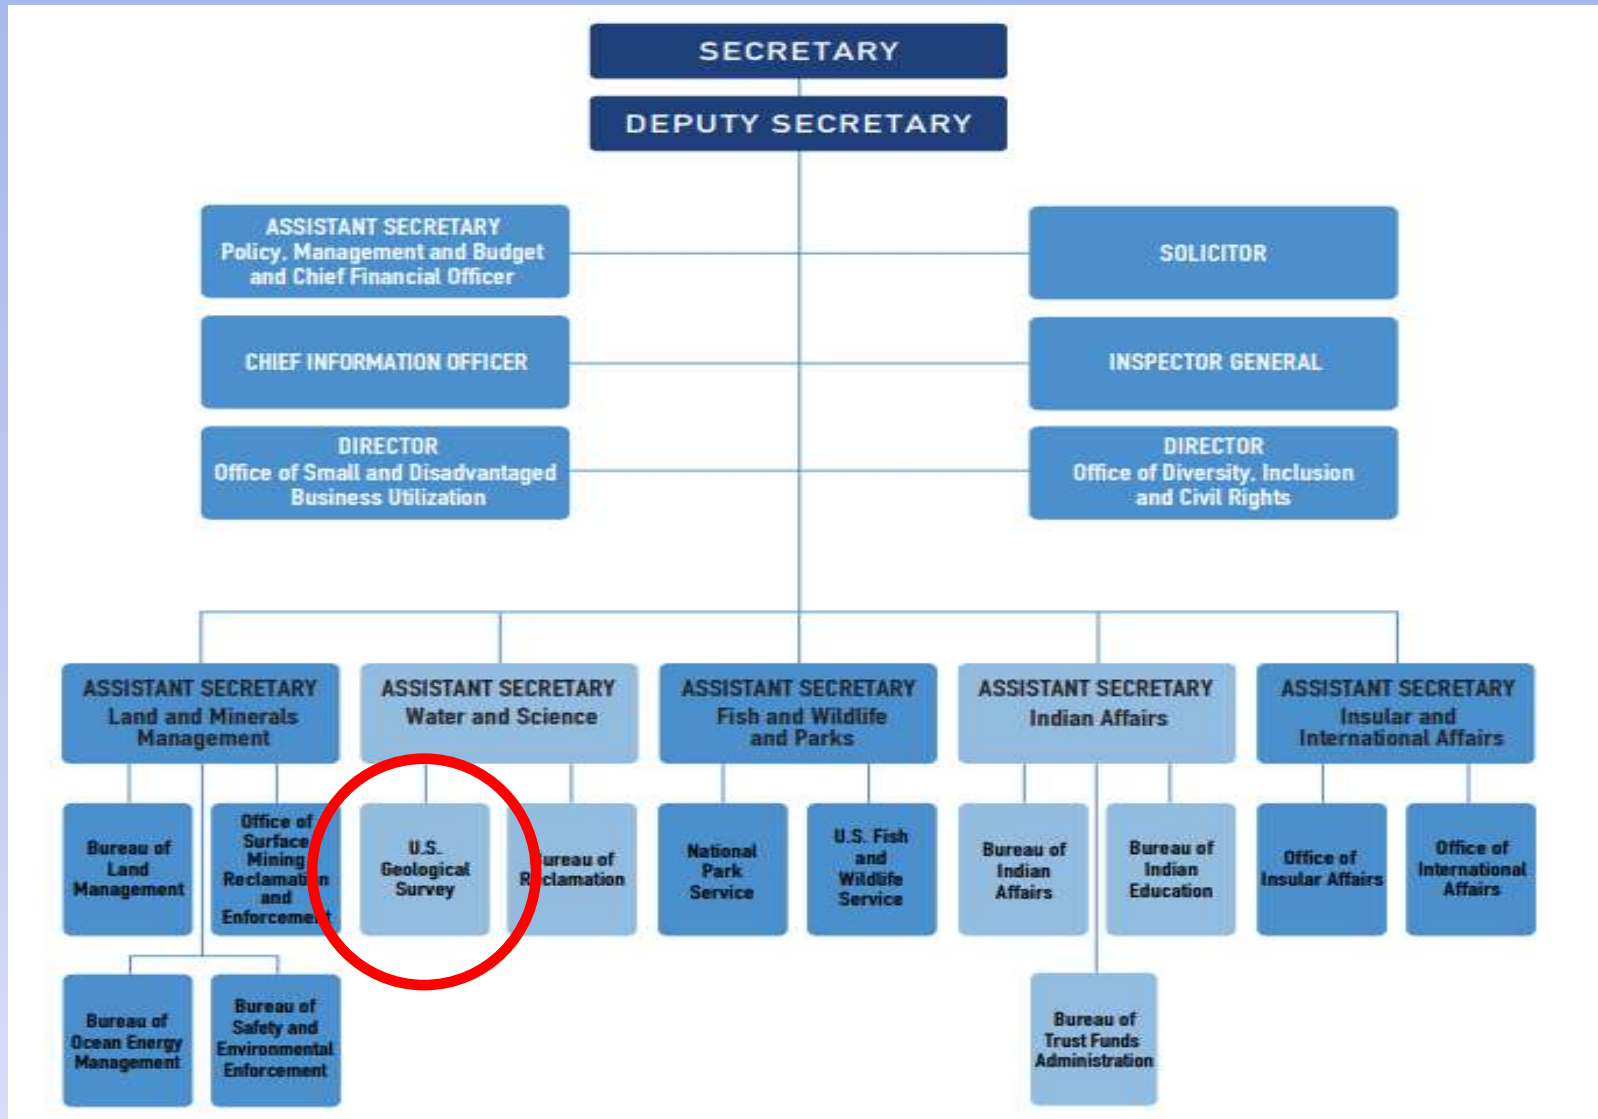 SECRETARY
DEPUTY SECRETARY
ASSISTANT SECRETARY
Policy, Management and Budget
and Chief Financial Officer
SOLICITOR
CHIEF INFORMATION OFFICER
INSPECTOR GENERAL
DIRECTOR
Office of Small and Disadvantaged
Business Utilization
DIRECTOR
Office of Diversity, Inclusion
and Civil Rights
ASSISTANT SECRETARY
Land and Minerals
Management
ASSISTANT SECRETARY
Water and Science
ASSISTANT SECRETARY
Fish and Wildlife
and Parks
ASSISTANT SECRETARY
Indian Affairs
ASSISTANT SECRETARY
Insular and
International Affairs
Bureau of
Land
Management
Office of
Surface
Mining
Reclamation
and
Enforcement
U.S.
Geological
Survey
Bureau of
Reclamation
National
Park
Service
U.S. Fish
and
Wildlife
Service
Bureau of
Indian
Affairs
Bureau of
Indian
Education
Office of
Insular Affairs
Office of
International
Affairs
Bureau of
Ocean Energy
Management
Bureau of
Safety and
Environmental
Enforcement
Bureau of
Trust Funds
Administration